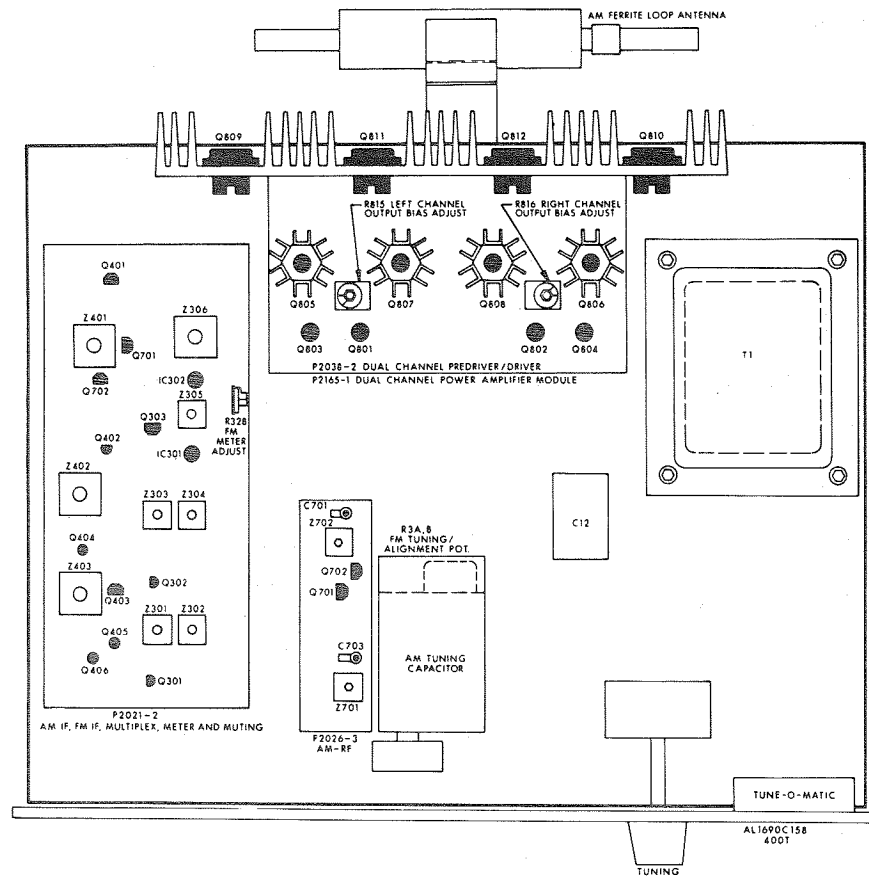 AM FERRITE LOOP ANTENNA
Q809
Q811
Q812
Q810
R815 LEFT CHANNEL
OUTPUT BIAS ADJUST
R816 RIGHT CHANNEL
OUTPUT BIAS ADJUST
Q805
Q807
Q808
Q806
Q803
Q801
Q802
Q804
P2038-2 DUAL CHANNEL PREDRIVER/DRIVER
P2165-1 DUAL CHANNEL POWER AMPLIFIER MODULE
T1
Q401
Z401
Z306
Q701
Q702
IC302
Z305
Q303
R328
FM
METER
ADJUST
Q402
IC301
Z402
Z303
Z304
Q404
Z403
Q403
Q302
Z301
Z302
Q405
Q406
Q301
P2021-2
AM IF, FM IF, MULTIPLEX, METER AND MUTING
C701
Z702
Q702
Q701
C703
Z701
P2026-3
AM-RF
R3A,B
FM TUNING/
ALIGNMENT POT.
AM TUNING
CAPACITOR
C12
TUNE-O-MATIC
AL1690C158
400T
TUNING